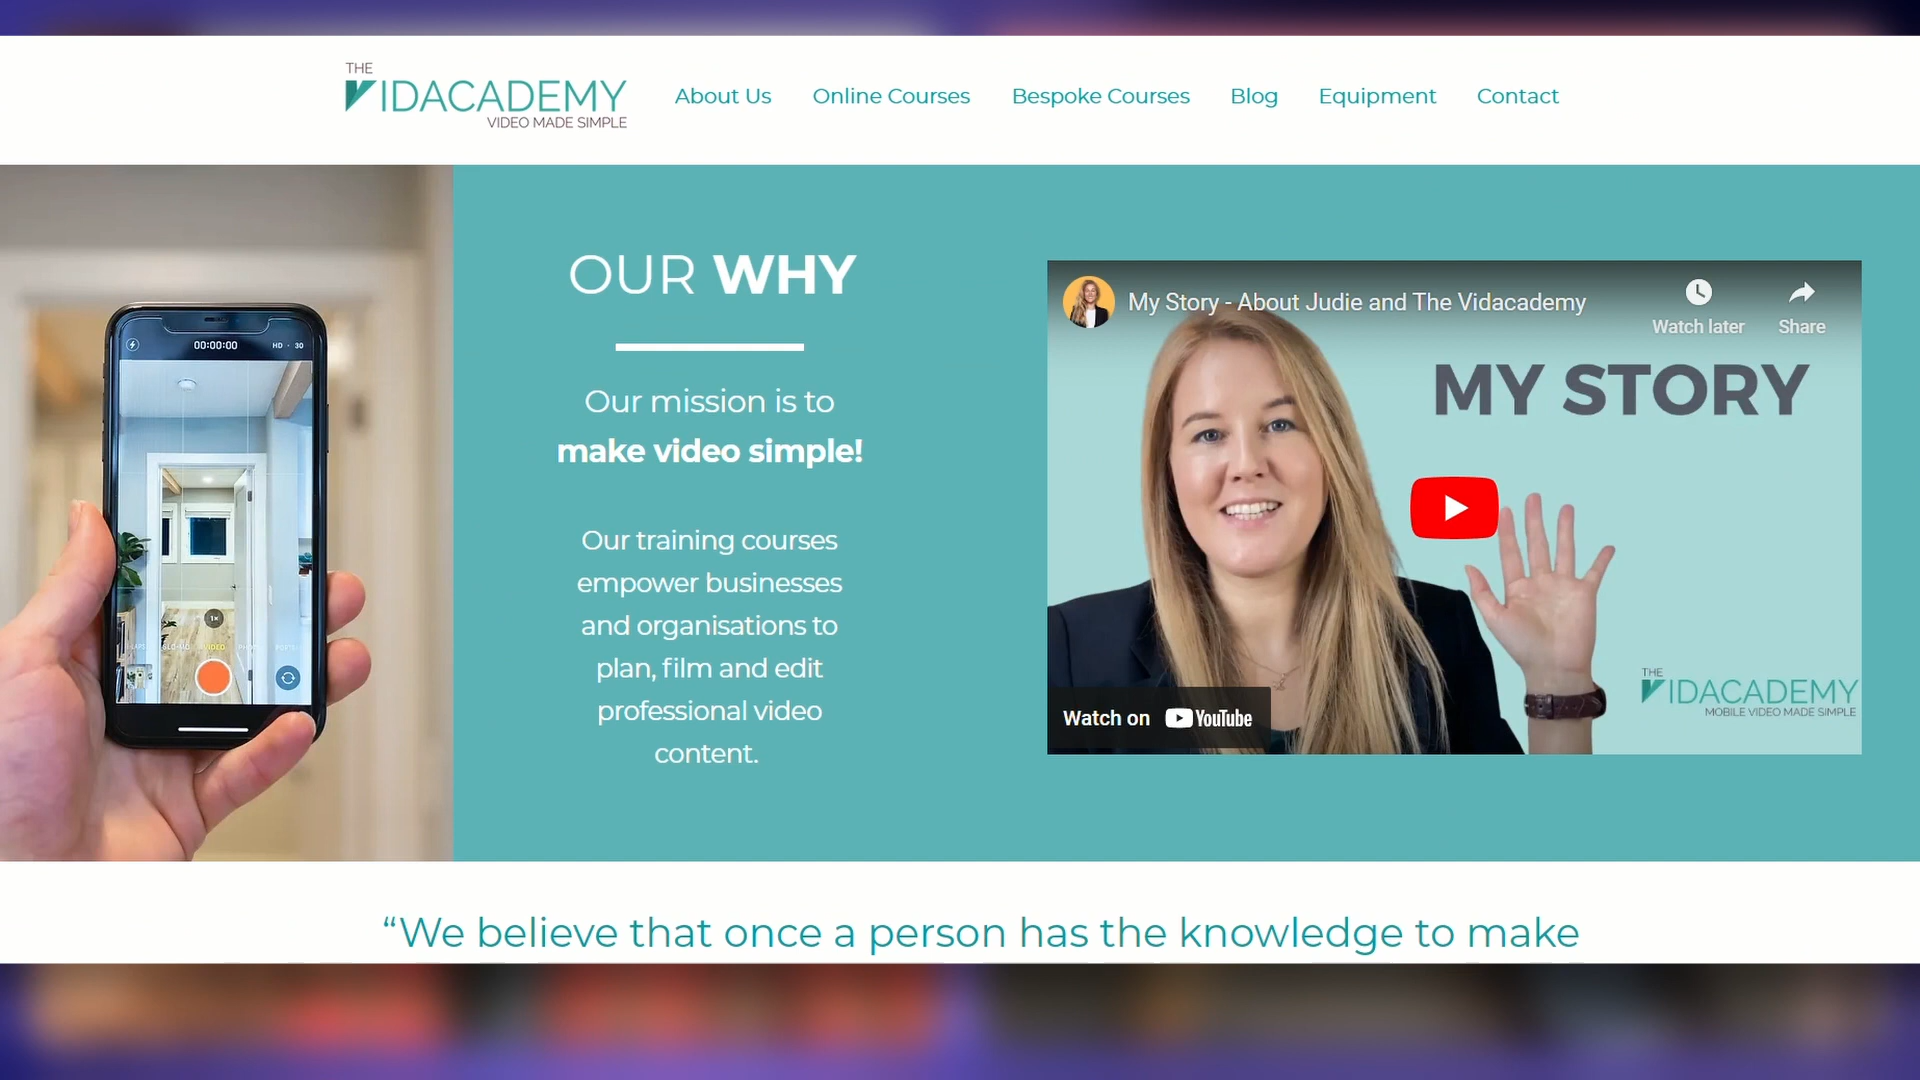 THE
VIDACADEMY
VIDEO MADE SIMPLE
About Us
Online Courses
Bespoke Courses
Blog
Equipment
Contact
00:00:00
HD · 30
1x
VIDEO
OUR WHY
Our mission is to
make video simple!
Our training courses
empower businesses
and organisations to
plan, film and edit
professional video
content.
My Story - About Judie and The Vidacademy
Watch later
Share
MY STORY
THE
VIDACADEMY
MOBILE VIDEO MADE SIMPLE
Watch on YouTube
“We believe that once a person has the knowledge to make